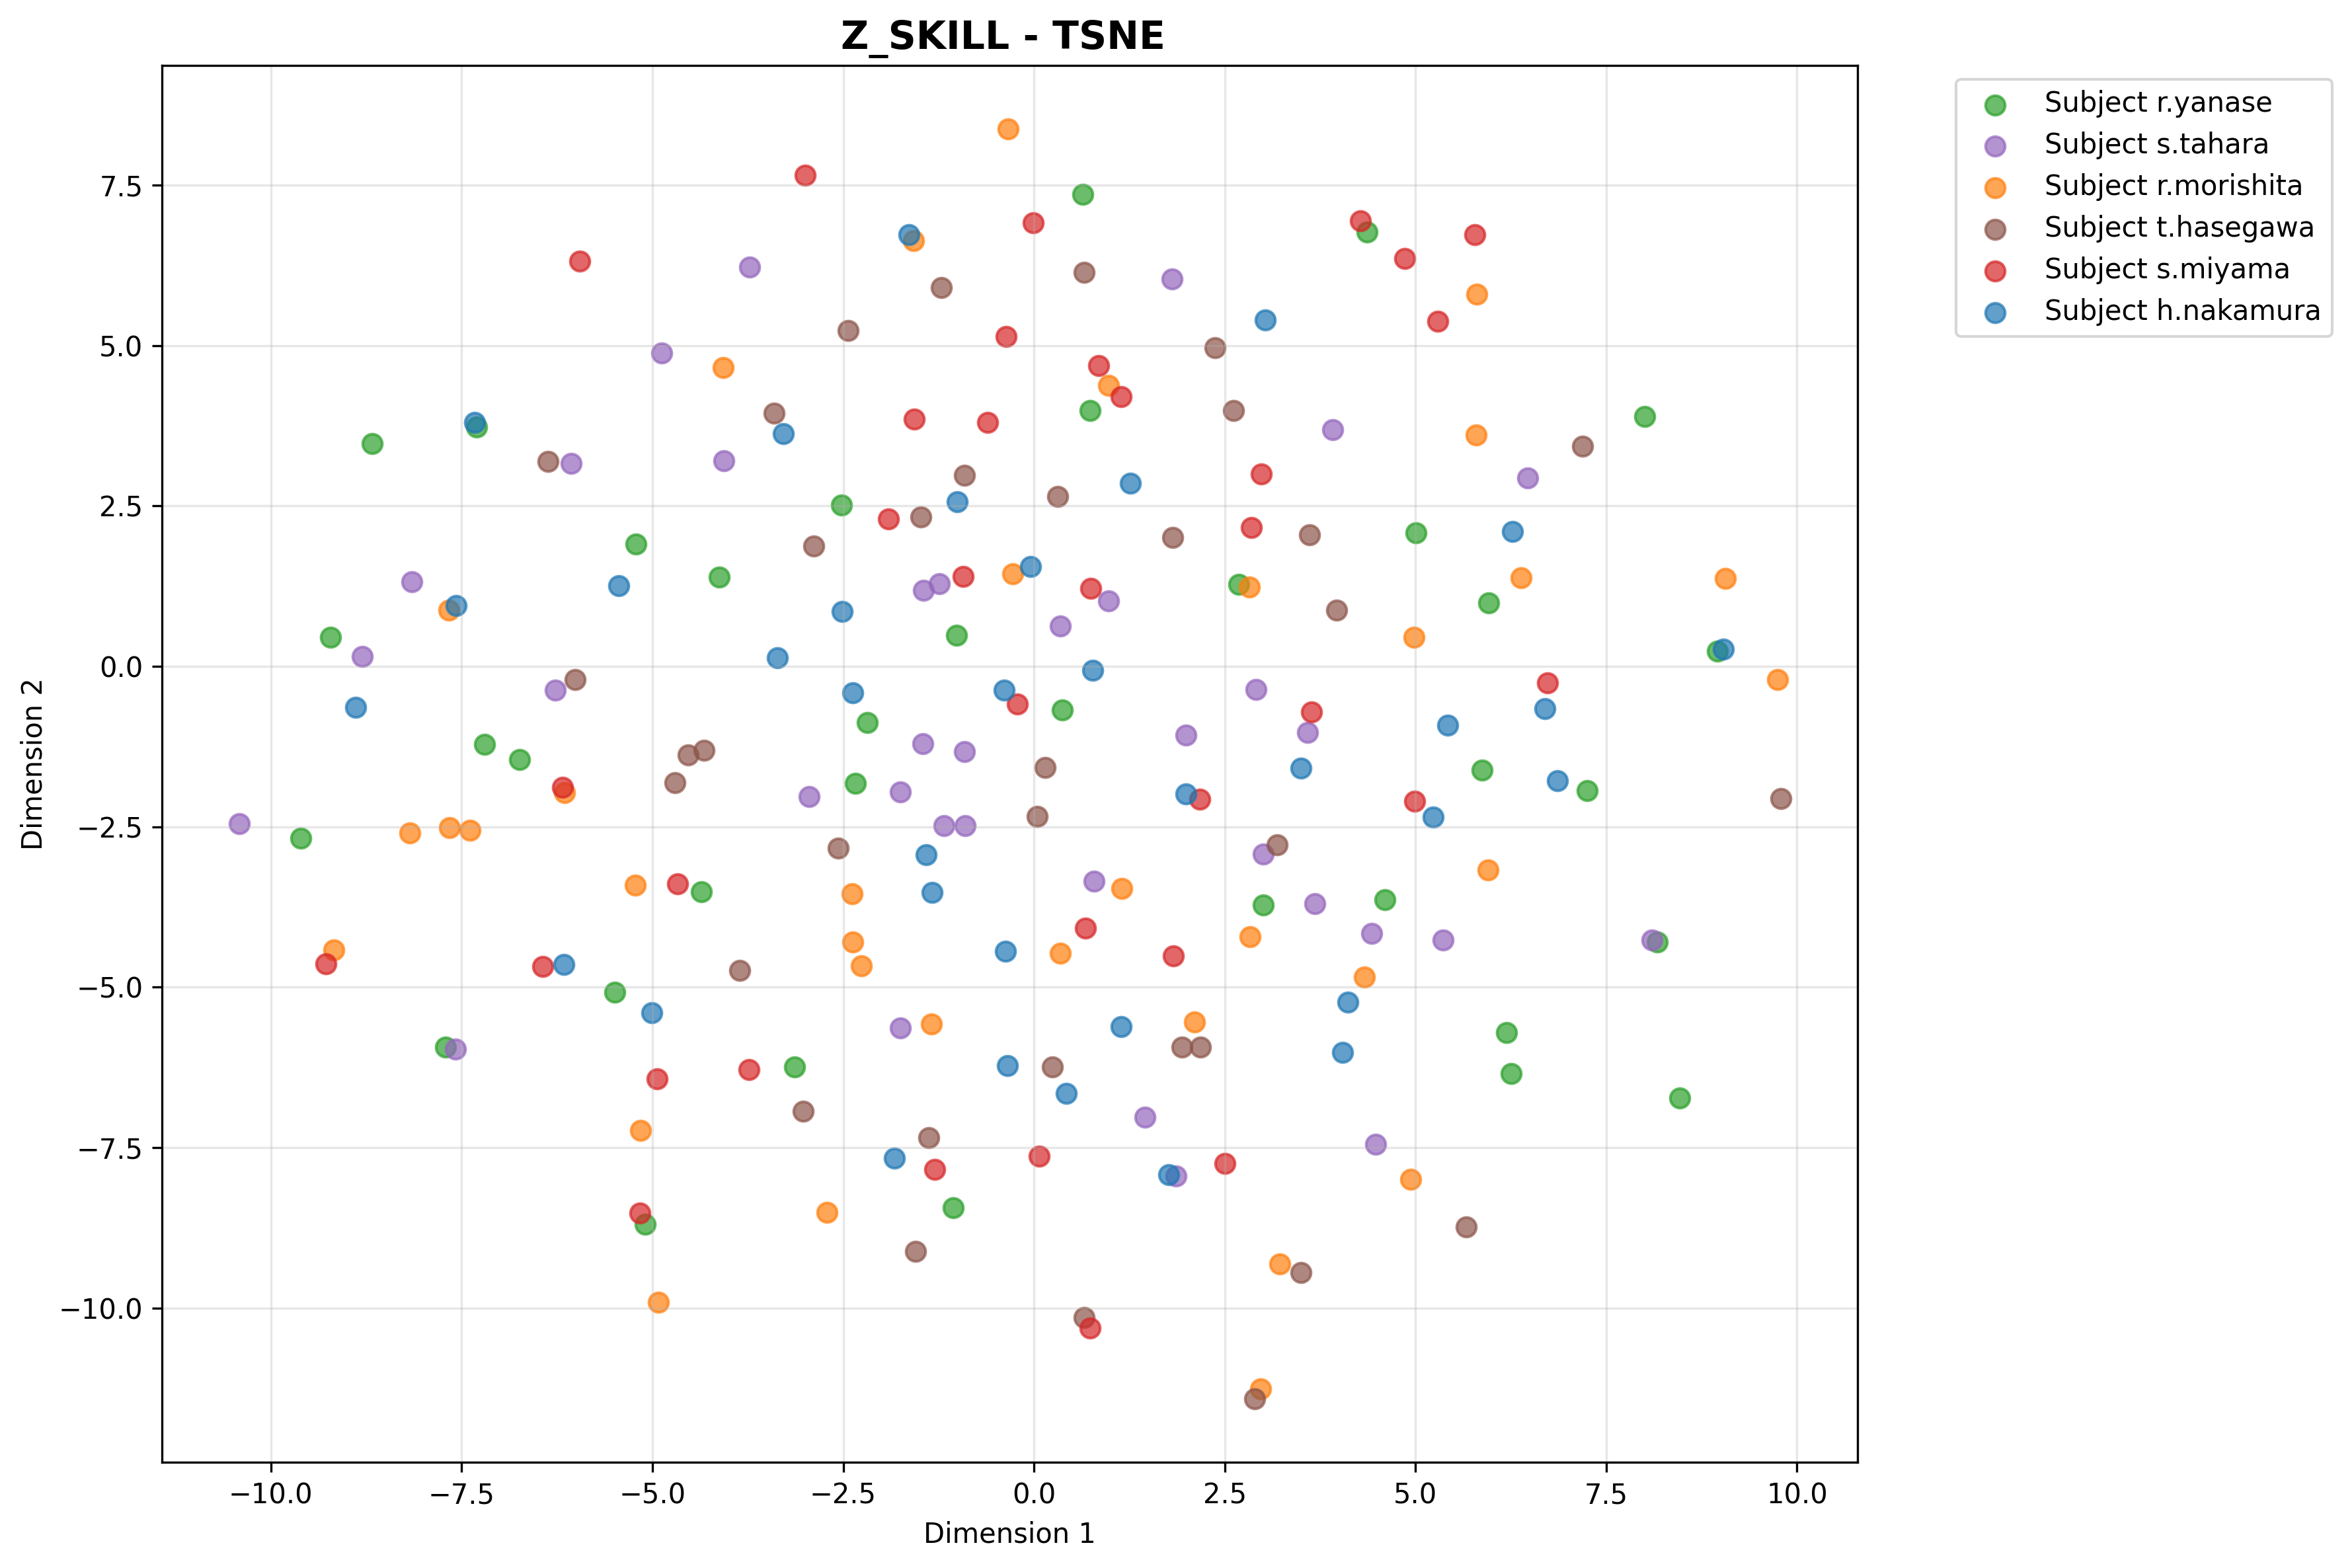 Z_SKILL - TSNE
Subject r.yanase
Subject s.tahara
Subject r.morishita
Subject t.hasegawa
Subject s.miyama
Subject h.nakamura
Dimension 2
7.5
5.0
2.5
0.0
−2.5
−5.0
−7.5
−10.0
−10.0 −7.5 −5.0 −2.5 0.0 2.5 5.0 7.5 10.0
Dimension 1